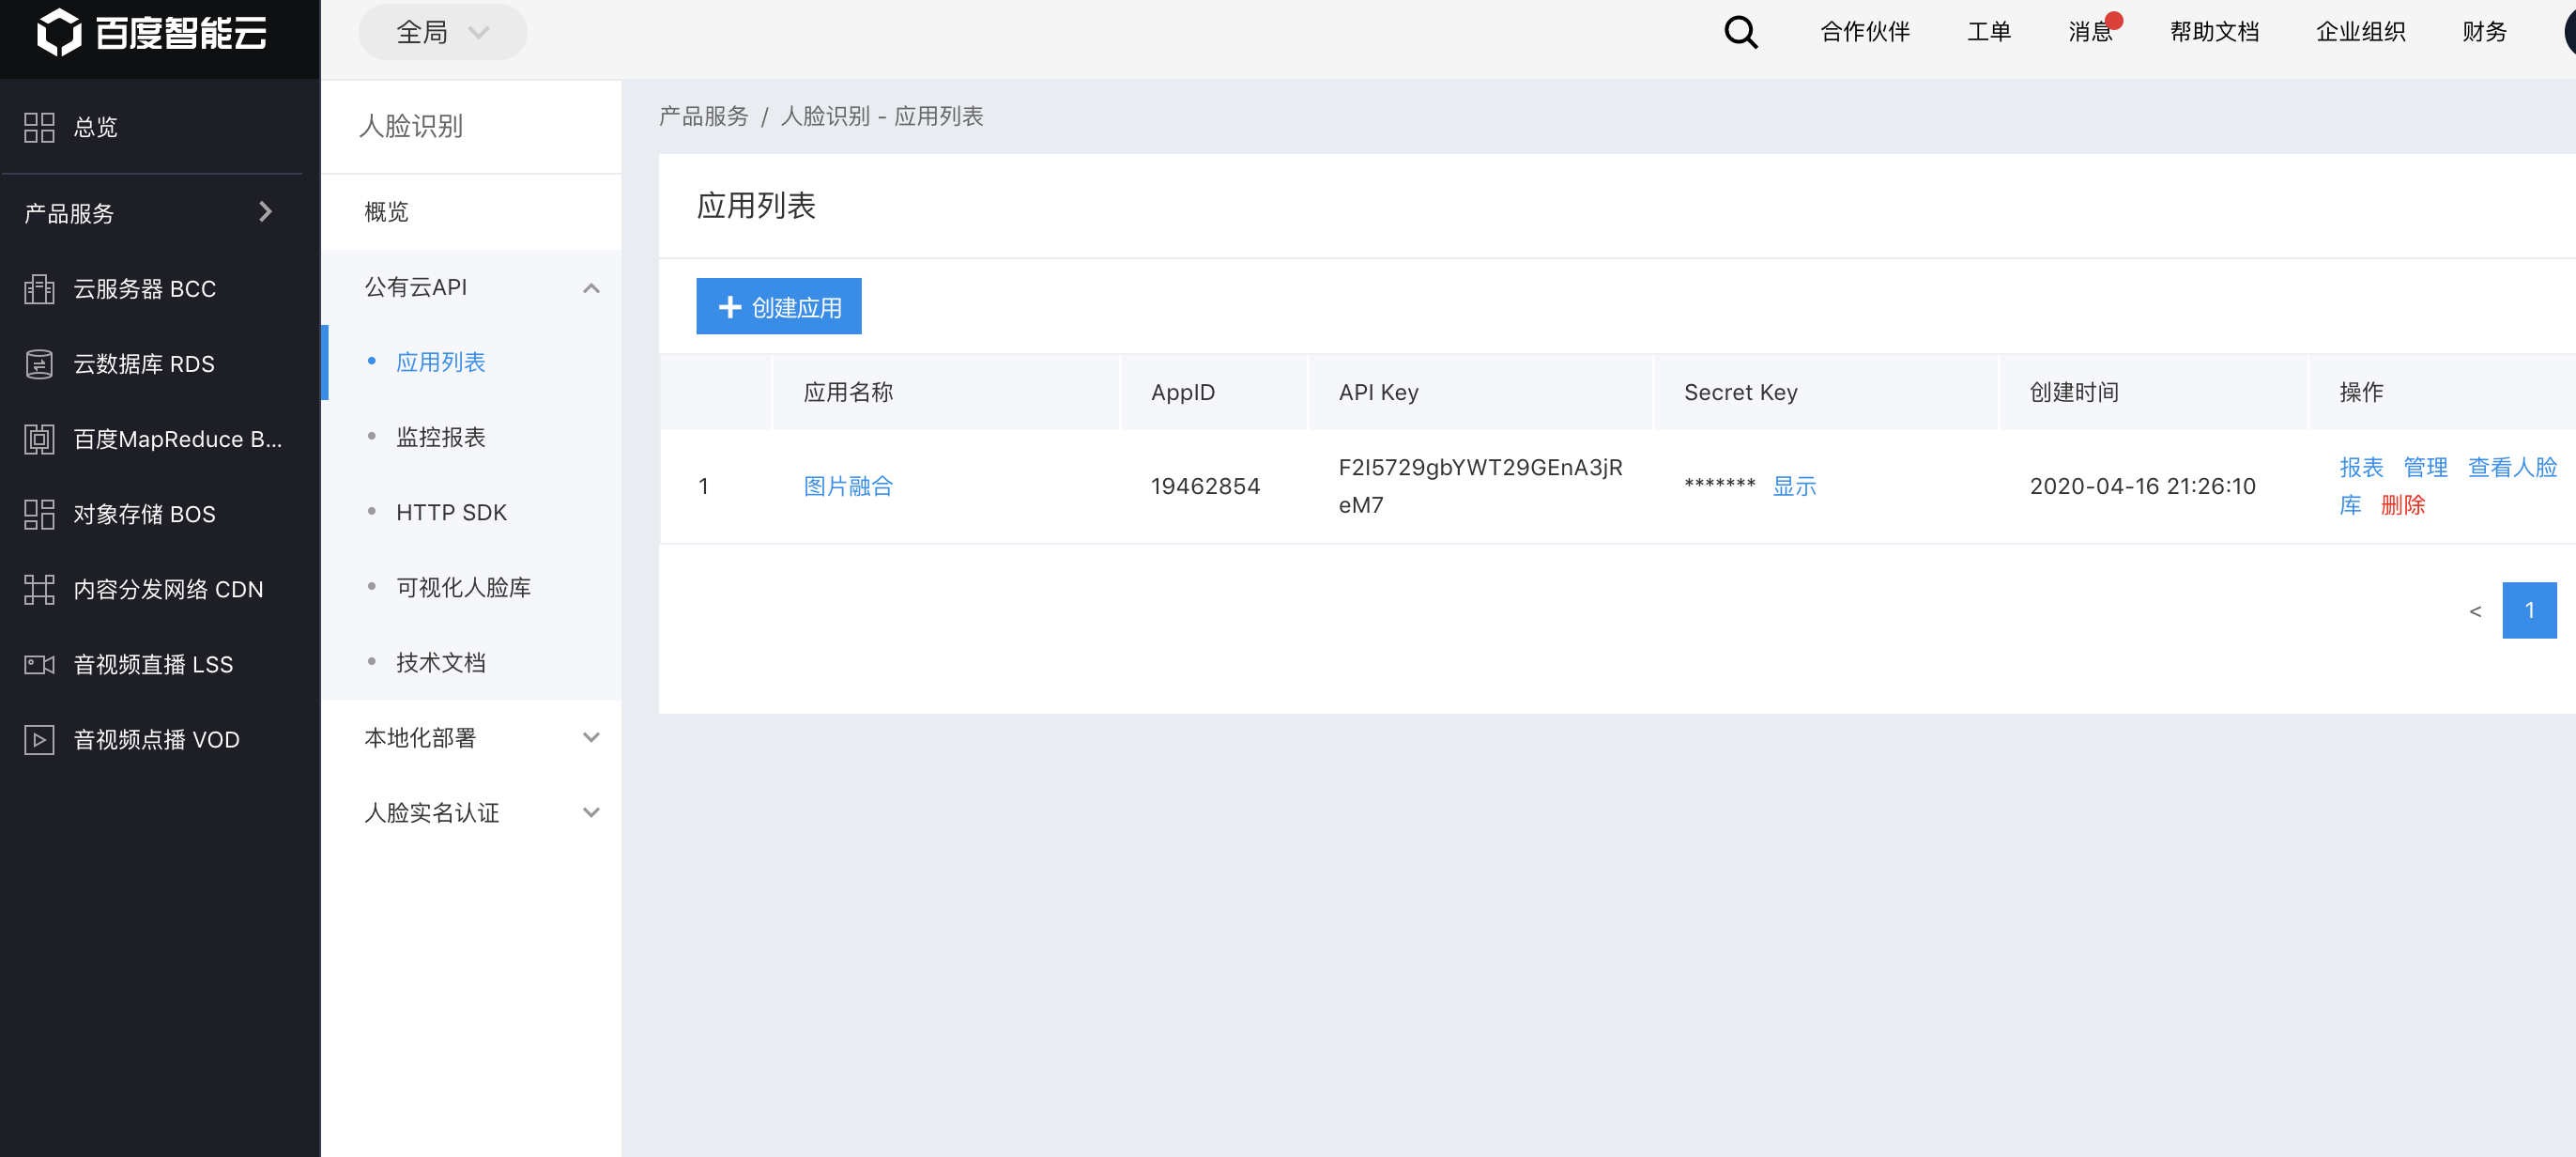 百度智能云
全局
合作伙伴
工单
消息
帮助文档
企业组织
财务
总览
产品服务
云服务器 BCC
云数据库 RDS
百度MapReduce B...
对象存储 BOS
内容分发网络 CDN
音视频直播 LSS
音视频点播 VOD
人脸识别
概览
公有云API
应用列表
监控报表
HTTP SDK
可视化人脸库
技术文档
本地化部署
人脸实名认证
产品服务 / 人脸识别 - 应用列表
应用列表
创建应用
应用名称 AppID API Key Secret Key 创建时间 操作
1 图片融合 19462854 F2I5729gbYWT29GEnA3jR ******* 显示 2020-04-16 21:26:10 报表 管理 查看人脸
eM7 库 删除
< 1